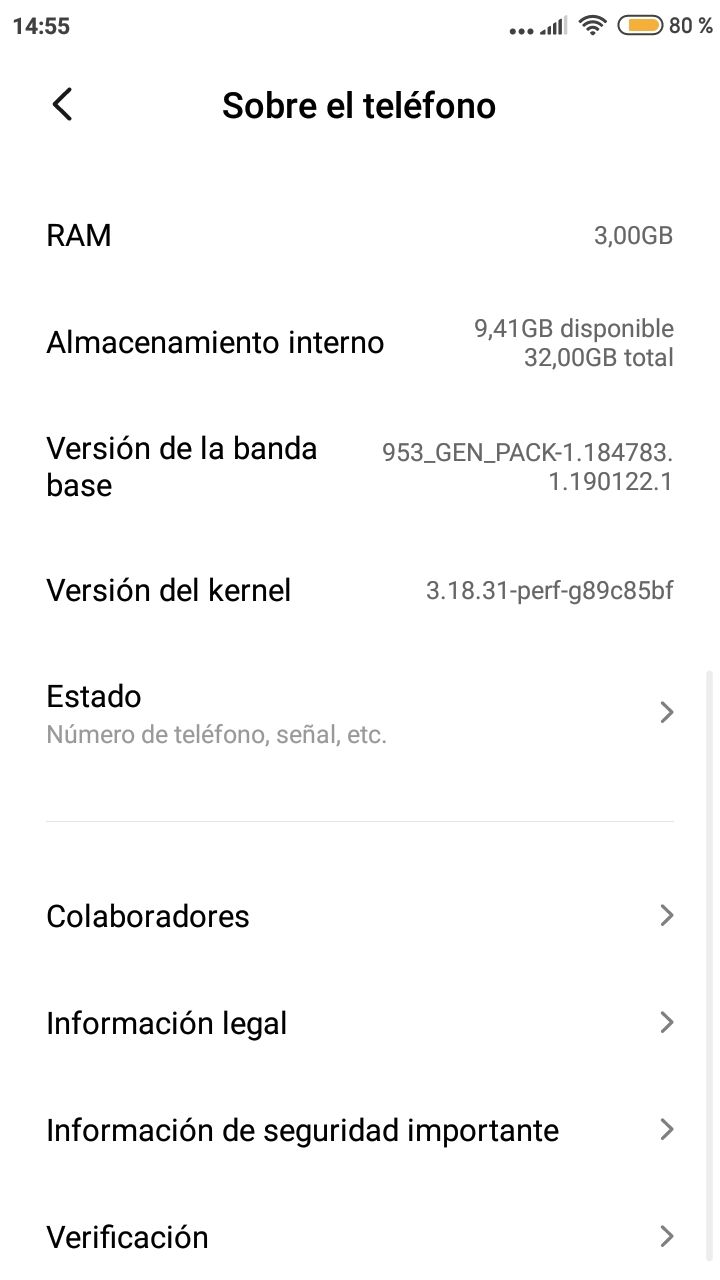 14:55
80 %
Sobre el teléfono
RAM
3,00GB
Almacenamiento interno
9,41GB disponible
32,00GB total
Versión de la banda
base
953_GEN_PACK-1.184783.
1.190122.1
Versión del kernel
3.18.31-perf-g89c85bf
Estado
Número de teléfono, señal, etc.
Colaboradores
Información legal
Información de seguridad importante
Verificación